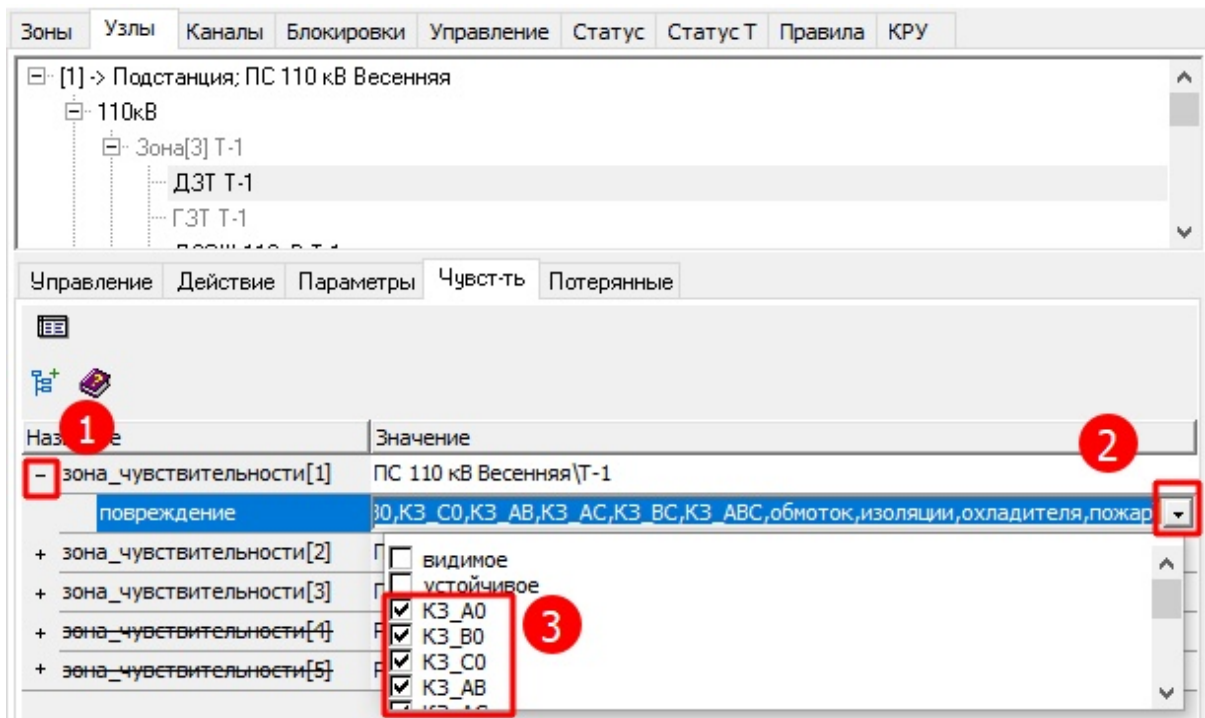 Зоны Узлы Каналы Блокировки Управление Статус Статус Т Правила КРУ
[1] -> Подстанция; ПС 110 кВ Весенняя
110кВ
Зона[3] Т-1
ДЗТ Т-1
ГЗТ Т-1
Управление Действие Параметры Чувст-ть Потерянные
1
2
Значение
зона_чувствительности[1] ПС 110 кВ Весенняя\Т-1
повреждение В0,КЗ_С0,КЗ_АВ,КЗ_АС,КЗ_ВС,КЗ_АВС,обмоток,изоляции,охладителя,пожар
зона_чувствительности[2]
видимое
устойчивое
зона_чувствительности[3]
КЗ_А0
3
зона_чувствительности[4]
КЗ_В0
КЗ_С0
зона_чувствительности[5]
КЗ_АВ